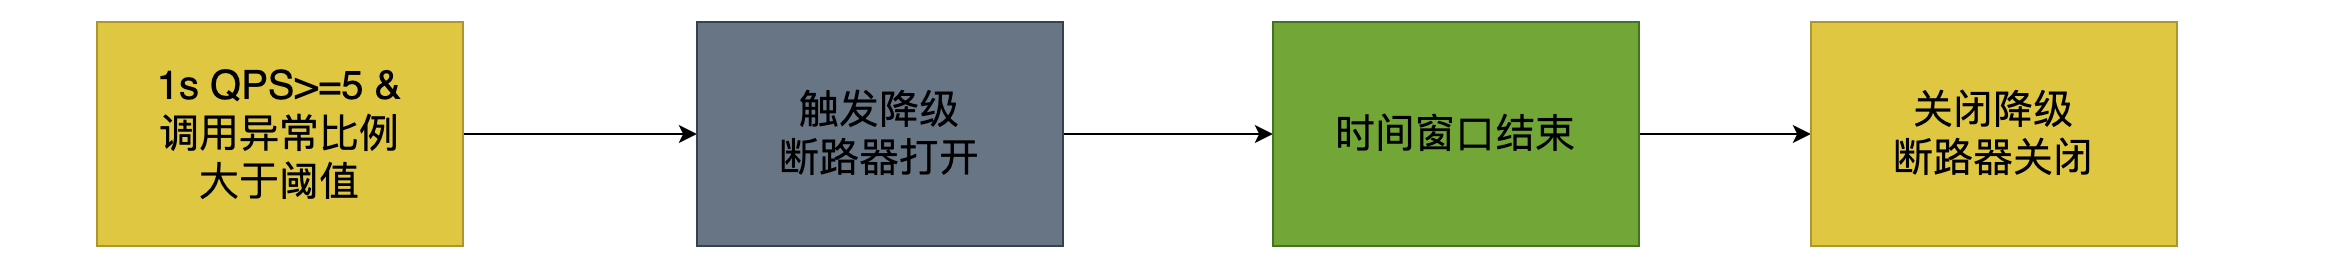 1s QPS>=5 &
调用异常比例
大于阈值
触发降级
断路器打开
时间窗口结束
关闭降级
断路器关闭